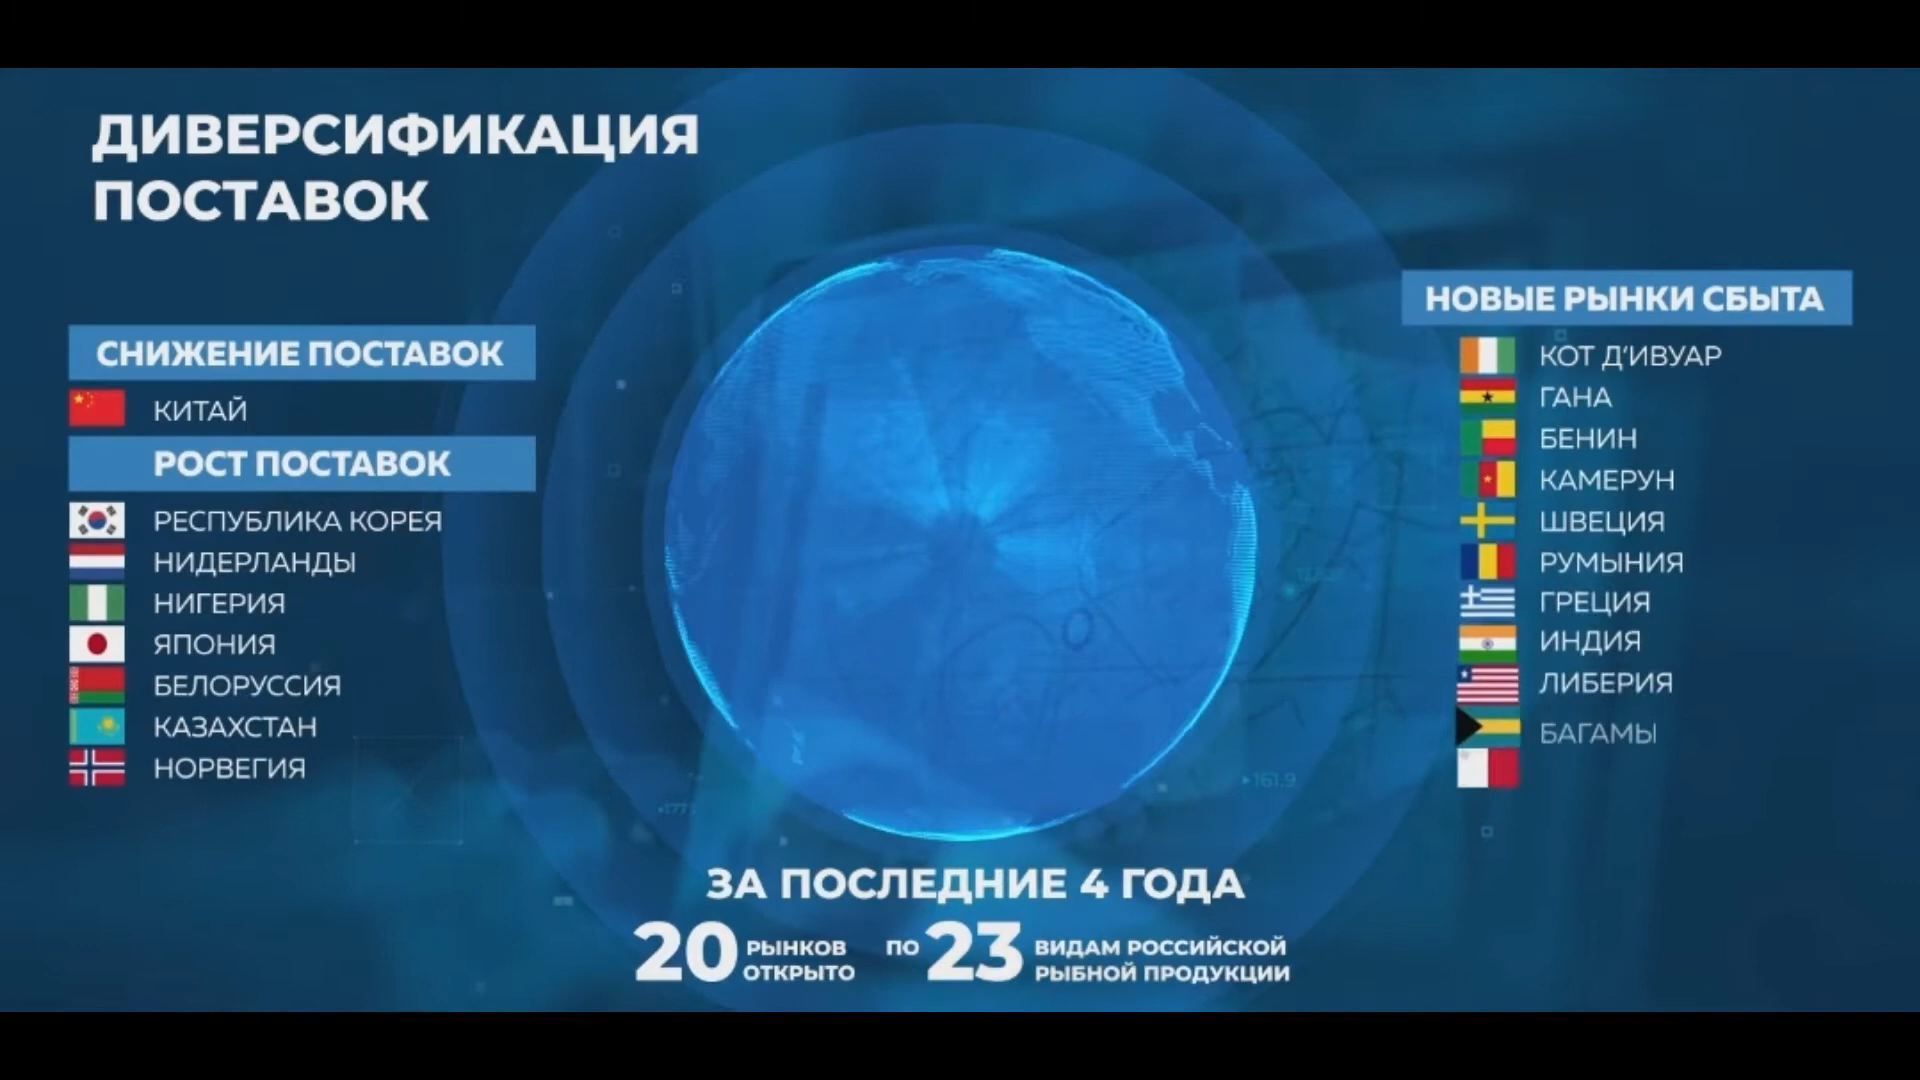 ДИВЕРСИФИКАЦИЯ
ПОСТАВОК
СНИЖЕНИЕ ПОСТАВОК
КИТАЙ
РОСТ ПОСТАВОК
РЕСПУБЛИКА КОРЕЯ
НИДЕРЛАНДЫ
НИГЕРИЯ
ЯПОНИЯ
БЕЛОРУССИЯ
КАЗАХСТАН
НОРВЕГИЯ
НОВЫЕ РЫНКИ СБЫТА
КОТ Д'ИВУАР
ГАНА
БЕНИН
КАМЕРУН
ШВЕЦИЯ
РУМЫНИЯ
ГРЕЦИЯ
ИНДИЯ
ЛИБЕРИЯ
БАГАМЫ
161.9
ЗА ПОСЛЕДНИЕ 4 ГОДА
20 РЫНКОВ ОТКРЫТО
ПО 23 ВИДАМ РОССИЙСКОЙ РЫБНОЙ ПРОДУКЦИИ